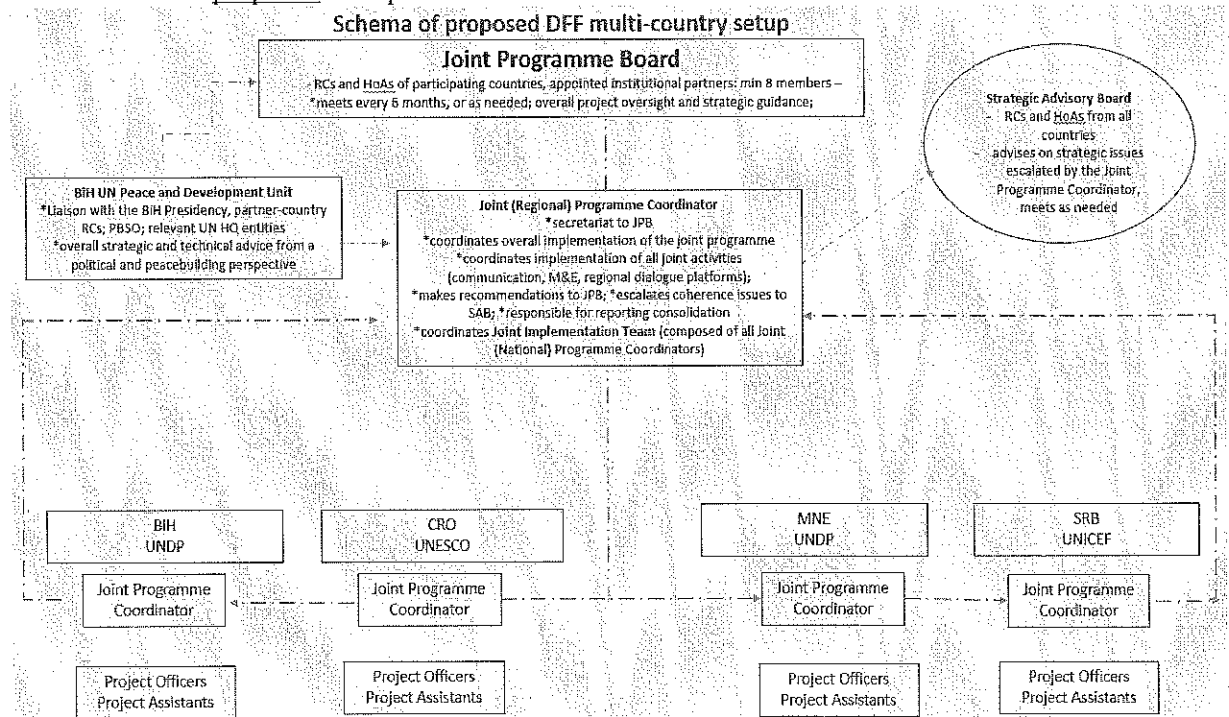 Schema of proposed DFF multi-country setup
Joint Programme Board
- RCs and HoAs of participating countries, appointed institutional partners: min 8 members –
*meets every 6 months, or as needed; overall project oversight and strategic guidance;
Strategic Advisory Board
- RCs and HoAs from all
countries
- advises on strategic issues
escalated by the Joint
Programme Coordinator,
meets as needed
BiH UN Peace and Development Unit
*Liaison with the BiH Presidency, partner-country
RCs; PBSO; relevant UN HQ entities
*overall strategic and technical advice from a
political and peacebuilding perspective
Joint (Regional) Programme Coordinator
*secretariat to JPB
*coordinates overall implementation of the joint programme
*coordinates implementation of all joint activities
(communication, M&E, regional dialogue platforms);
*makes recommendations to JPB; *escalates coherence issues to
SAB; *responsible for reporting consolidation
*coordinates Joint Implementation Team (composed of all Joint
(National) Programme Coordinators)
BiH
UNDP
CRO
UNESCO
MNE
UNDP
SRB
UNICEF
Joint Programme
Coordinator
Joint Programme
Coordinator
Joint Programme
Coordinator
Joint Programme
Coordinator
Project Officers
Project Assistants
Project Officers
Project Assistants
Project Officers
Project Assistants
Project Officers
Project Assistants